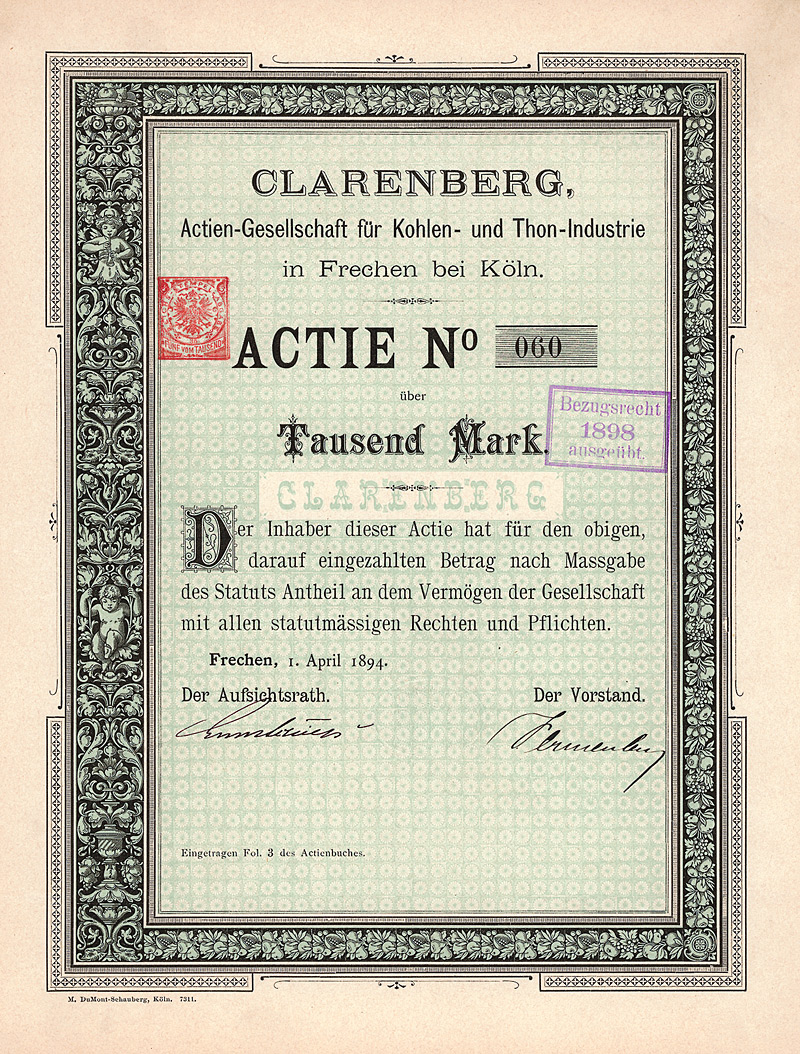 CLARENBERG,
Actien-Gesellschaft für Kohlen- und Thon-Industrie
in Frechen bei Köln.
FÜNF VOM TAUSEND
ACTIE No 060
über
Tausend Mark.
Bezugsrecht
1898
ausgeübt.
CLARENBERG
Der Inhaber dieser Actie hat für den obigen,
darauf eingezahlten Betrag nach Massgabe
des Statuts Antheil an dem Vermögen der Gesellschaft
mit allen statutmässigen Rechten und Pflichten.
Frechen, 1. April 1894.
Der Aufsichtsrath. Der Vorstand.
Eingetragen Fol. 3 des Actienbuches.
M. DuMont-Schauberg, Köln. 7311.